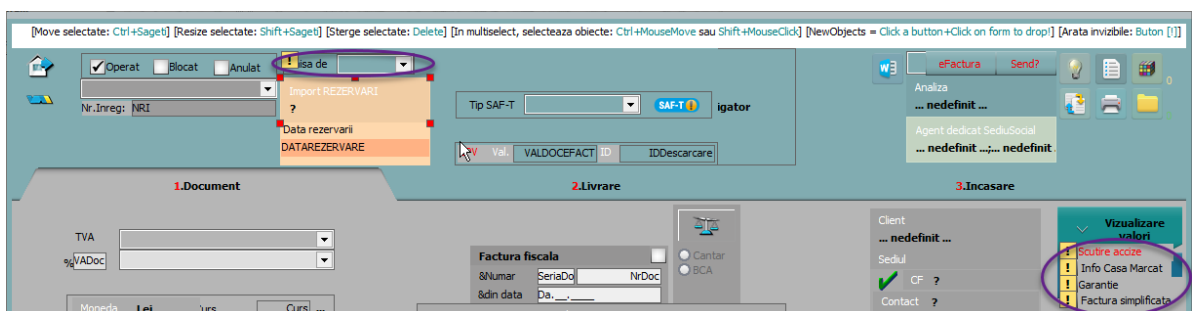 [Move selectate: Ctrl+Sageti] [Resize selectate: Shift+Sageti] [Sterge selectate: Delete] [In multiselect, selecteaza obiecte: Ctrl+MouseMove sau Shift+MouseClick] [NewObjects = Click a button+Click on form to drop!] [Arata invizibile: Buton [!]]
Operat Blocat Anulat
! isa de
Nr.Inreg: NRI
Import REZERVARI
?
Data rezervarii
DATAREZERVARE
Tip SAF-T SAF-T igator
V Val. VALDOCEFACT ID IDDescarcare
eFactura Send?
Analiza
... nedefinit ...
Agent dedicat SediuSocial
... nedefinit ...;... nedefinit
0
1.Document 2.Livrare 3.Incasare
TVA
% VADoc
Moneda Lei urs Curs ...
Factura fiscala
&Numar SeriaDo NrDoc
&din data Da.__.____
Cantar
BCA
Client
... nedefinit ...
Sediul
CF ?
Contact ?
Vizualizare
valori
! Scutire accize
! Info Casa Marcat
! Garantie
! Factura simplificata